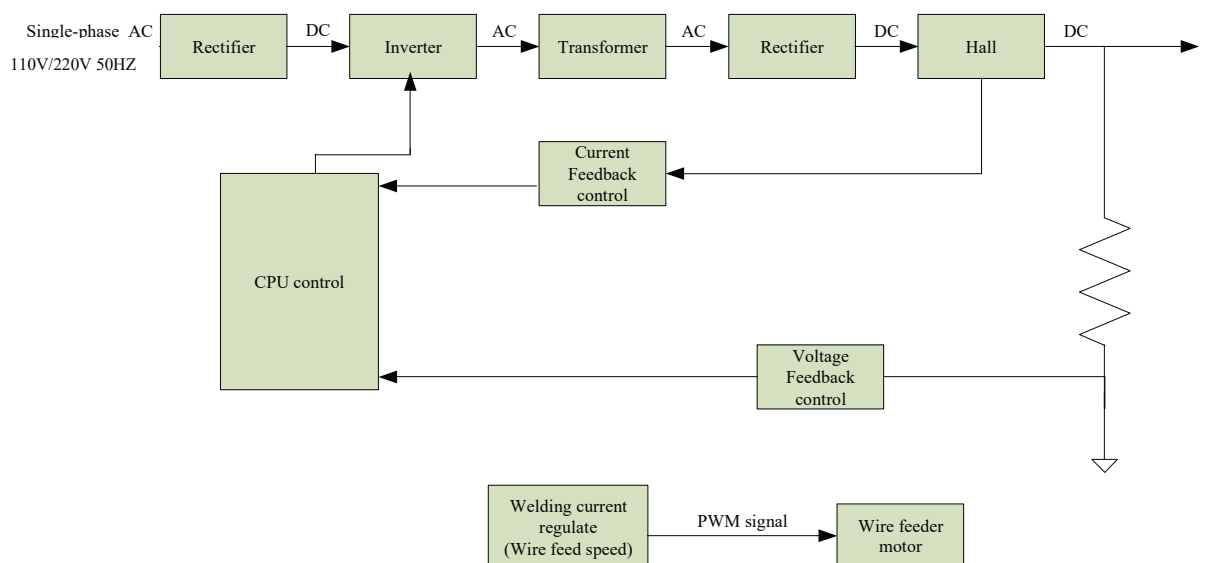 Single-phase AC
110V/220V 50HZ
Rectifier
DC
Inverter
AC
Transformer
AC
Rectifier
DC
Hall
DC
Current
Feedback
control
CPU control
Voltage
Feedback
control
Welding current
regulate
(Wire feed speed)
PWM signal
Wire feeder
motor